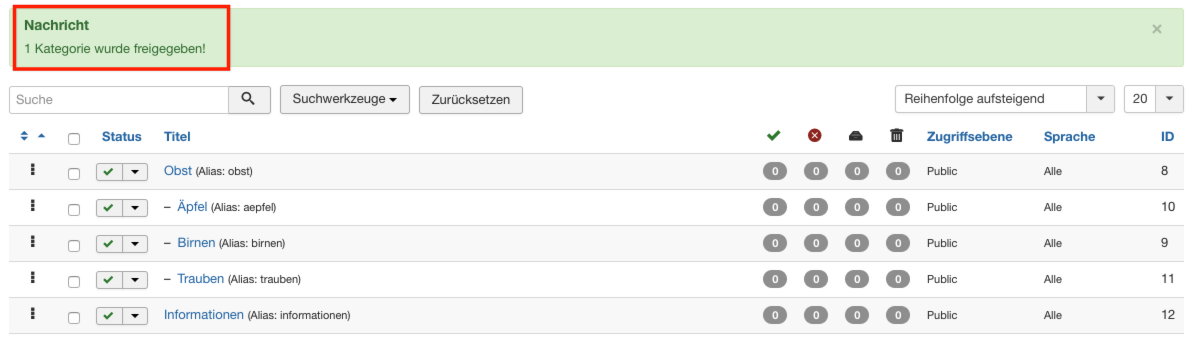 Nachricht
1 Kategorie wurde freigegeben!
×
Suche Suchwerkzeuge Zurücksetzen Reihenfolge aufsteigend 20
Status Titel Zugriffsebene Sprache ID
Obst (Alias: obst) 0 0 0 0 Public Alle 8
– Äpfel (Alias: aepfel) 0 0 0 0 Public Alle 10
– Birnen (Alias: birnen) 0 0 0 0 Public Alle 9
– Trauben (Alias: trauben) 0 0 0 0 Public Alle 11
Informationen (Alias: informationen) 0 0 0 0 Public Alle 12